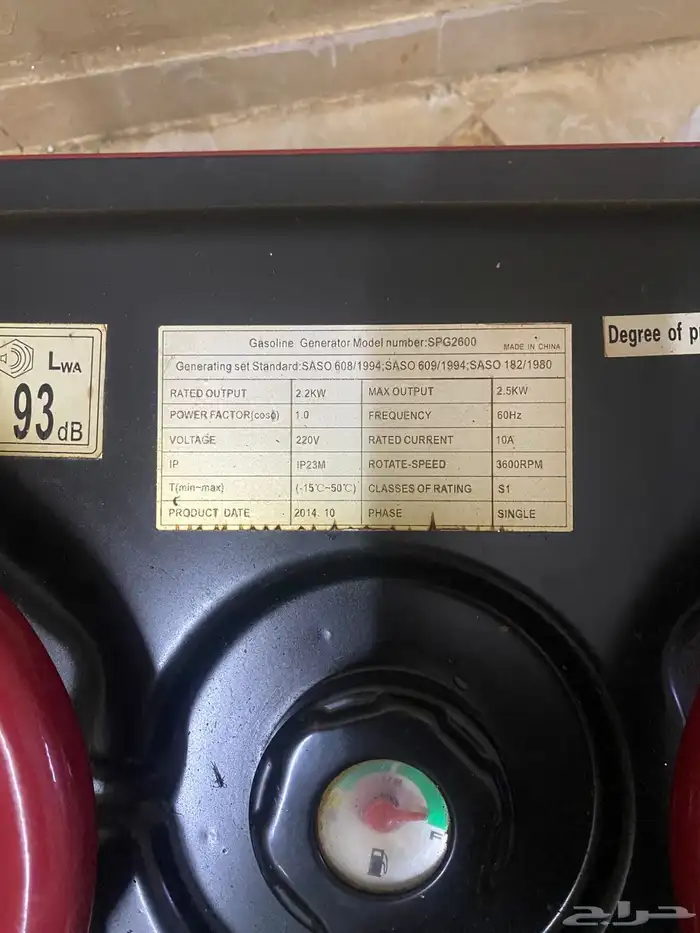 Gasoline Generator Model number:SPG2600 MADE IN CHINA
Generating set Standard:SASO 608/1994;SASO 609/1994;SASO 182/1980
RATED OUTPUT 2.2KW MAX OUTPUT 2.5KW
POWER FACTOR(cosϕ) 1.0 FREQUENCY 60Hz
VOLTAGE 220V RATED CURRENT 10A
IP IP23M ROTATE-SPEED 3600RPM
T(min~max) (-15℃~50℃) CLASSES OF RATING S1
PRODUCT DATE 2014.10 PHASE SINGLE
LWA
93 dB
Degree of
F
حراج